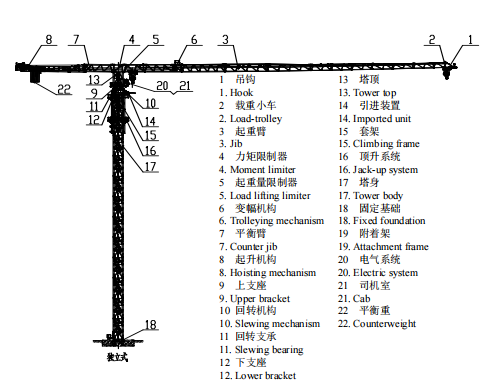 8 7 4 5 6 3 2 1
13
22
20 21
9
11
12
10
14
15
16
17
18
独立式
1 吊钩
1. Hook
2 载重小车
2. Load-trolley
3 起重臂
3. Jib
4 力矩限制器
4. Moment limiter
5 起重量限制器
5. Load lifting limiter
6 变幅机构
6. Trolleying mechanism
7 平衡臂
7. Counter jib
8 起升机构
8. Hoisting mechanism
9 上支座
9. Upper bracket
10 回转机构
10. Slewing mechanism
11 回转支承
11. Slewing bearing
12 下支座
12. Lower bracket
13 塔顶
13. Tower top
14 引进装置
14. Imported unit
15 套架
15. Climbing frame
16 顶升系统
16. Jack-up system
17 塔身
17. Tower body
18 固定基础
18. Fixed foundation
19 附着架
19. Attachment frame
20 电气系统
20. Electric system
21 司机室
21. Cab
22 平衡重
22. Counterweight